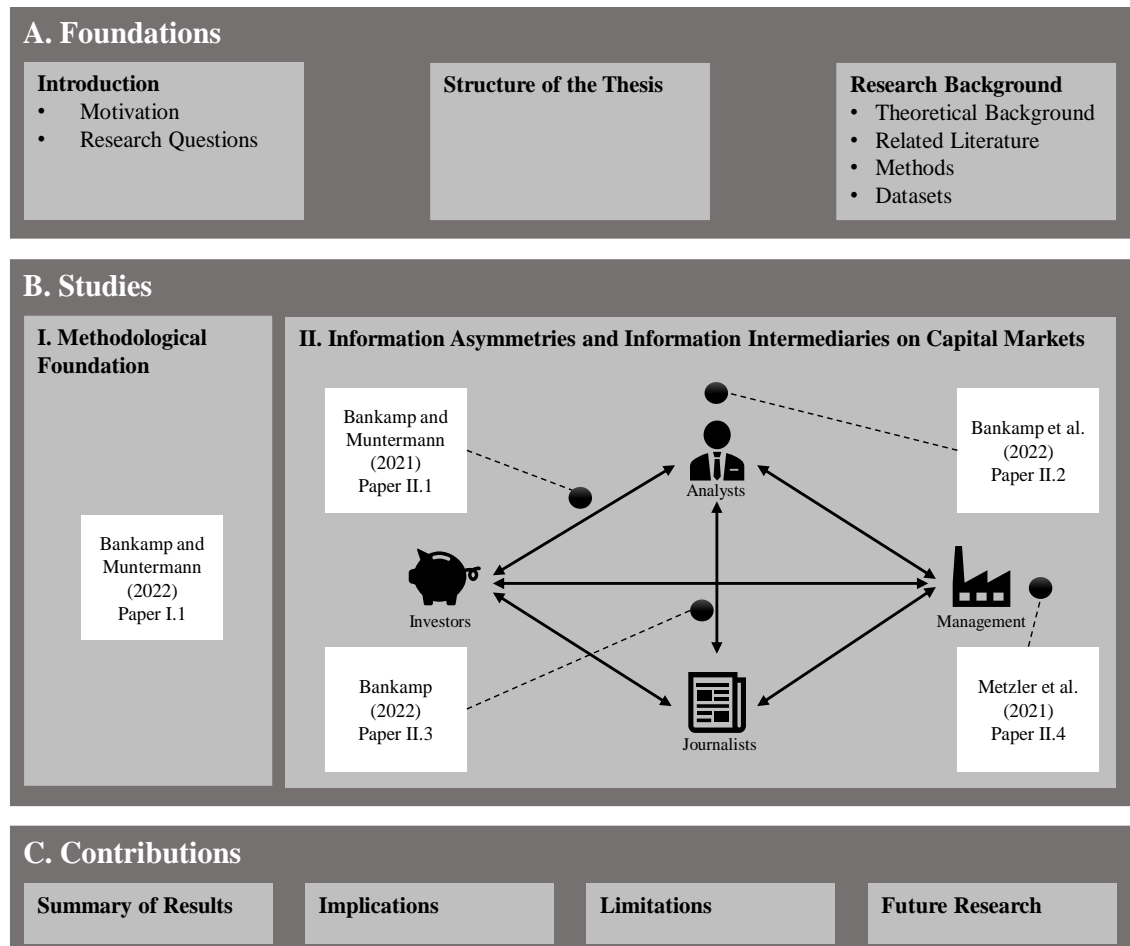 A. Foundations
Introduction
• Motivation
• Research Questions
Structure of the Thesis
Research Background
• Theoretical Background
• Related Literature
• Methods
• Datasets
B. Studies
I. Methodological
Foundation
Bankamp and
Muntermann
(2022)
Paper I.1
II. Information Asymmetries and Information Intermediaries on Capital Markets
Bankamp and
Muntermann
(2021)
Paper II.1
Analysts
Bankamp et al.
(2022)
Paper II.2
Investors
Management
Bankamp
(2022)
Paper II.3
Journalists
Metzler et al.
(2021)
Paper II.4
C. Contributions
Summary of Results
Implications
Limitations
Future Research